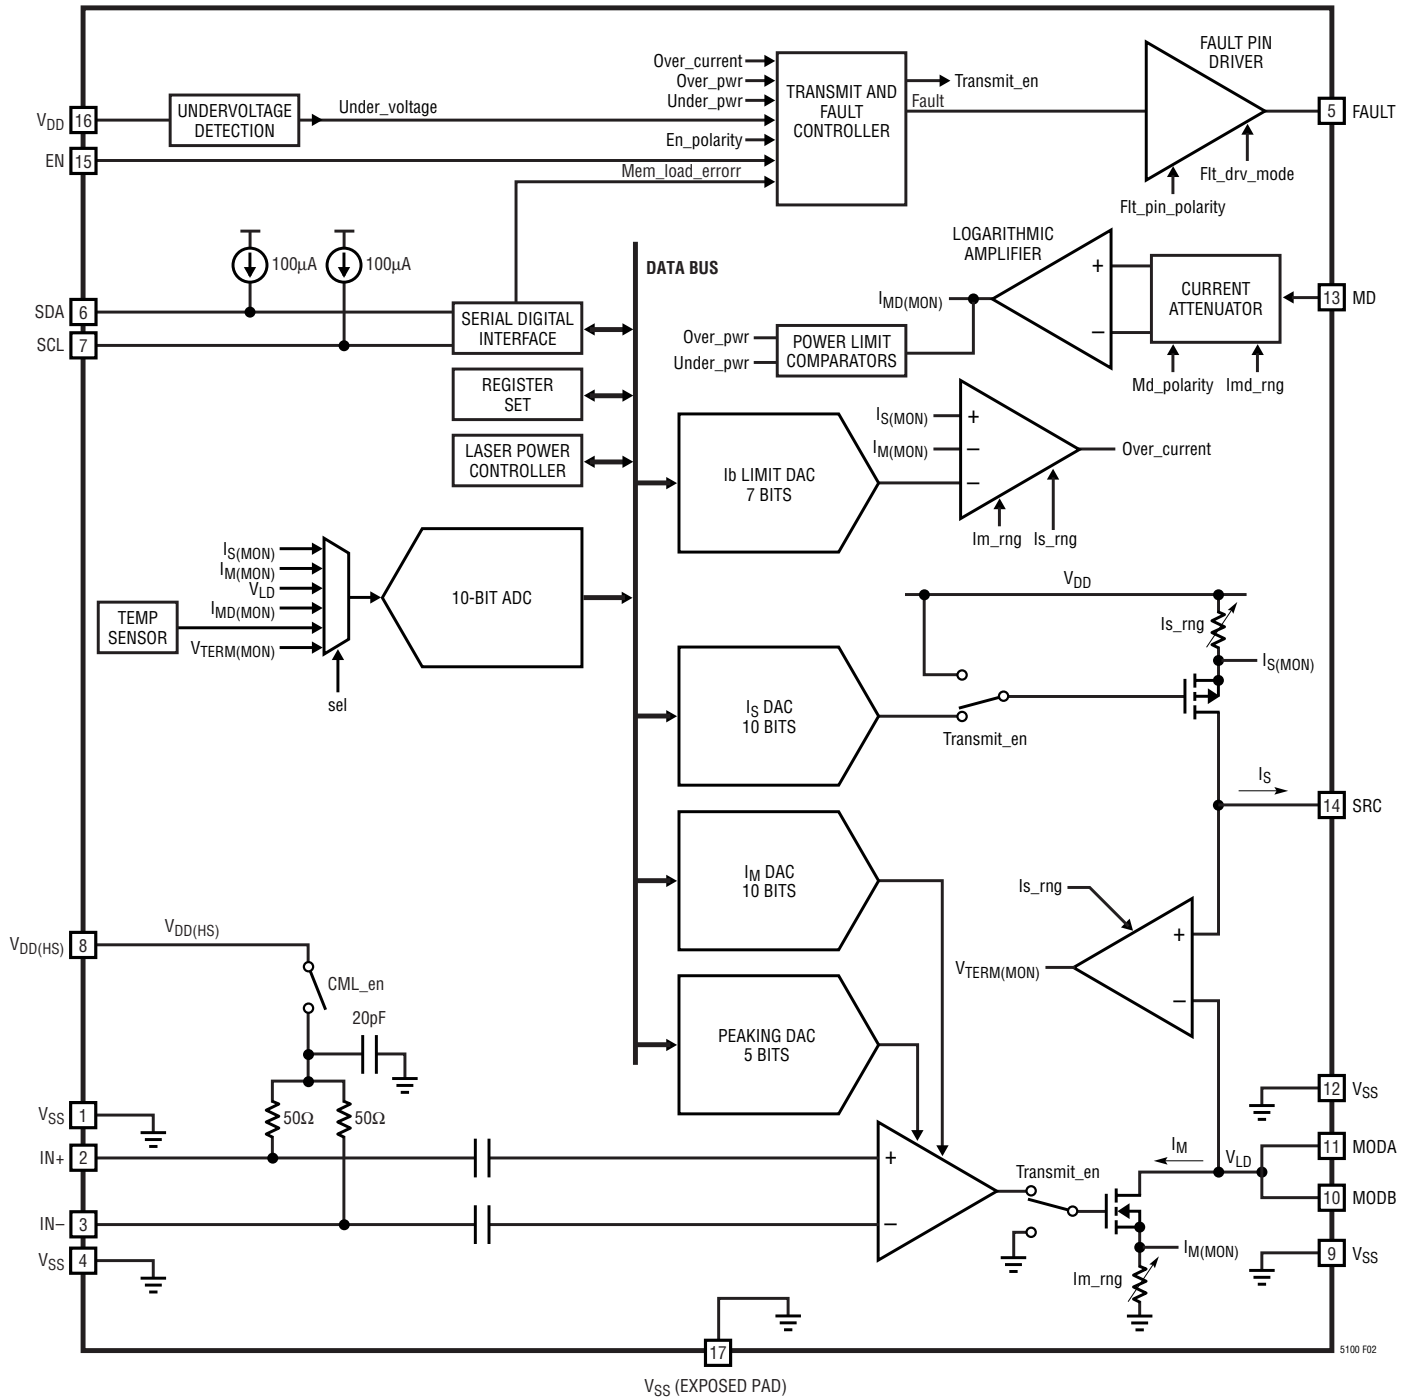 FAULT PIN
DRIVER
Over_current
Over_pwr
Under_pwr
En_polarity
Mem_load_errorr
TRANSMIT AND
FAULT
CONTROLLER
Transmit_en
Fault
5 FAULT
Flt_drv_mode
Flt_pin_polarity
VDD 16
UNDERVOLTAGE
DETECTION
Under_voltage
EN 15
LOGARITHMIC
AMPLIFIER
+
–
CURRENT
ATTENUATOR
13 MD
Md_polarity
Imd_rng
IMD(MON)
Over_pwr
Under_pwr
POWER LIMIT
COMPARATORS
100µA
100µA
SDA 6
SCL 7
SERIAL DIGITAL
INTERFACE
DATA BUS
REGISTER
SET
LASER POWER
CONTROLLER
Ib LIMIT DAC
7 BITS
IS(MON)
IM(MON)
+
–
–
Over_current
Im_rng
Is_rng
IS(MON)
IM(MON)
VLD
IMD(MON)
VTERM(MON)
TEMP
SENSOR
sel
10-BIT ADC
VDD
Is_rng
IS(MON)
IS DAC
10 BITS
Transmit_en
IS
14 SRC
IM DAC
10 BITS
Is_rng
+
–
VTERM(MON)
PEAKING DAC
5 BITS
VDD(HS) 8
VDD(HS)
CML_en
20pF
50Ω
50Ω
VSS 1
IN+ 2
IN– 3
VSS 4
+
–
Transmit_en
IM
VLD
12 VSS
11 MODA
10 MODB
9 VSS
IM(MON)
Im_rng
17
VSS (EXPOSED PAD)
5100 F02